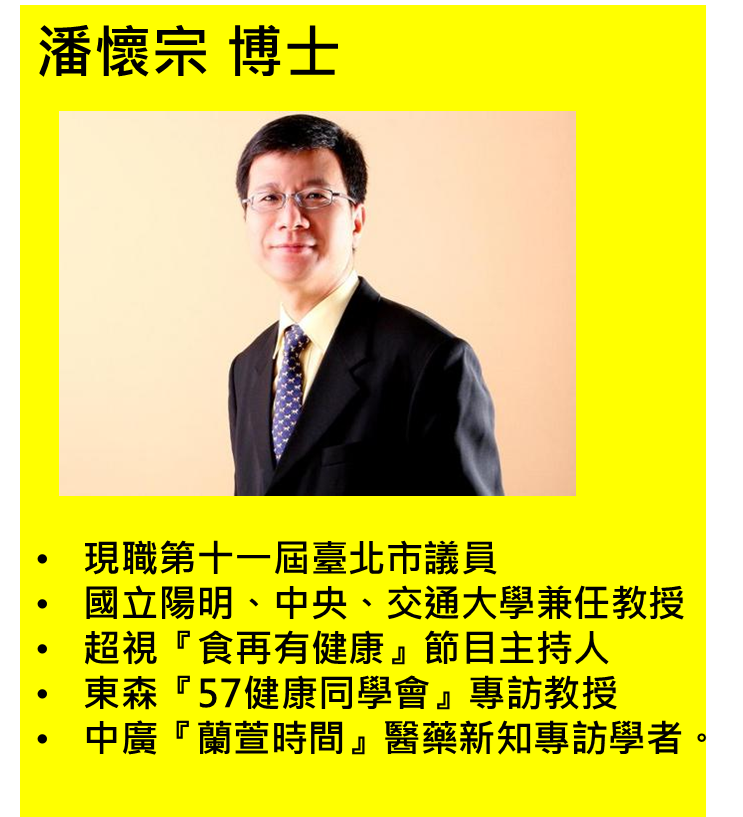 潘懷宗 博士
• 現職第十一屆臺北市議員
• 國立陽明、中央、交通大學兼任教授
• 超視『食再有健康』節目主持人
• 東森『57健康同學會』專訪教授
• 中廣『蘭萱時間』醫藥新知專訪學者。